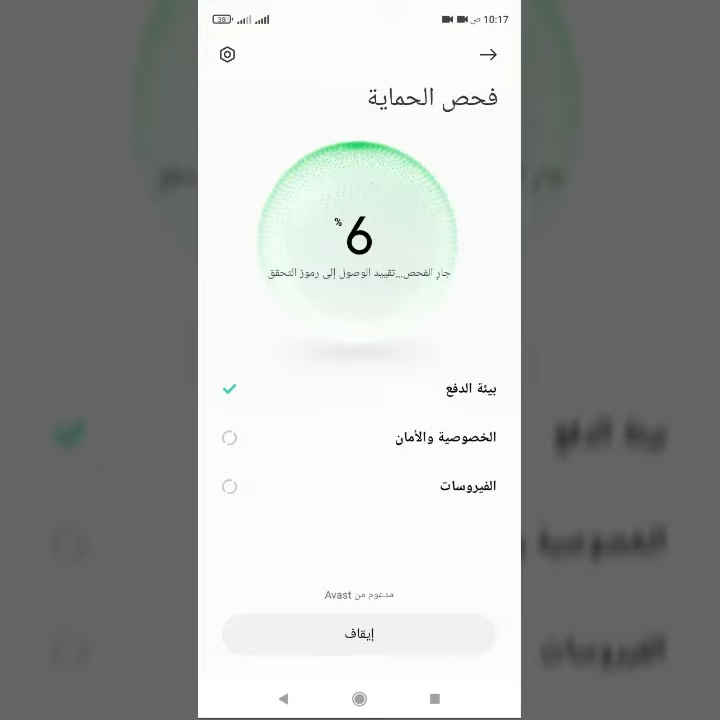 10:17 ص
39
فحص الحماية
6%
جارٍ الفحص...تقييد الوصول إلى رموز التحقق
بيئة الدفع
الخصوصية والأمان
الفيروسات
مدعوم من Avast
إيقاف